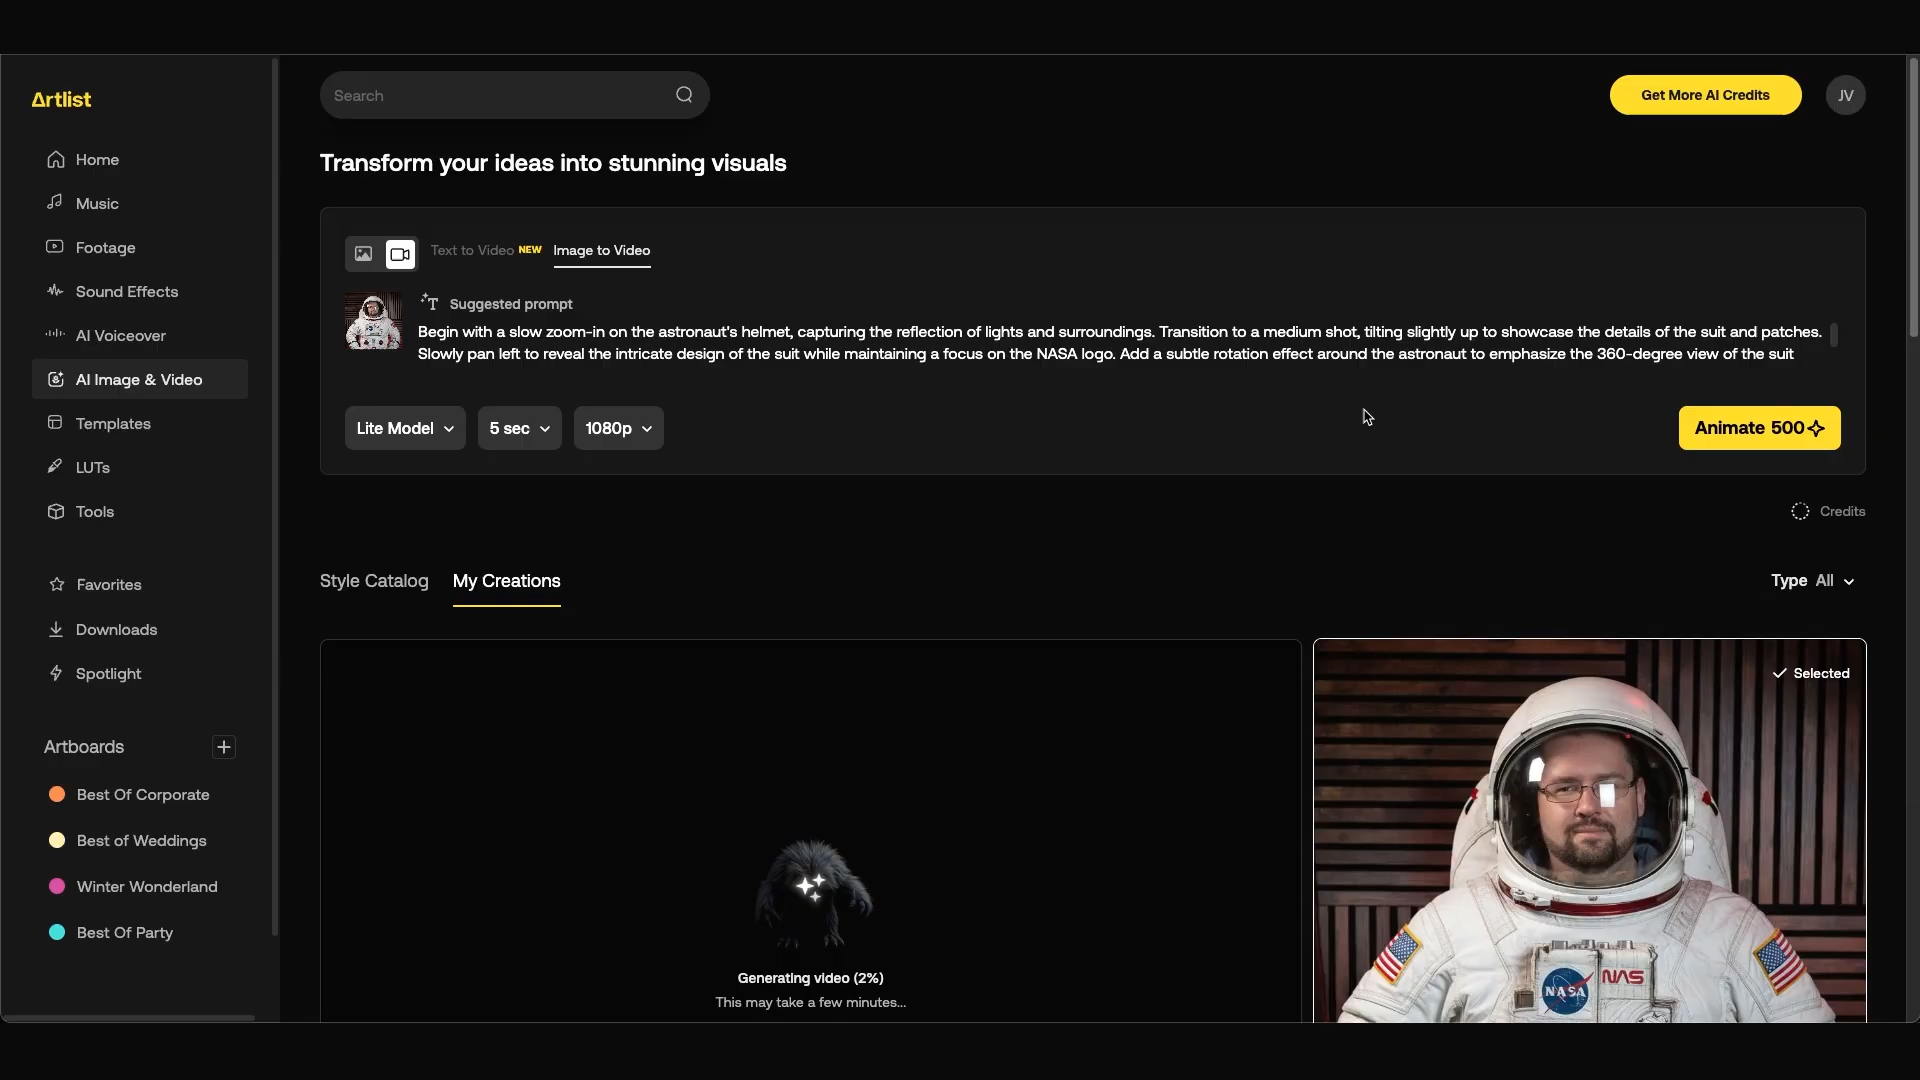 Artlist
Search
Get More AI Credits
JV
Home
Music
Footage
Sound Effects
AI Voiceover
AI Image & Video
Templates
LUTs
Tools
Favorites
Downloads
Spotlight
Artboards
Best Of Corporate
Best of Weddings
Winter Wonderland
Best Of Party
Transform your ideas into stunning visuals
Text to Video NEW Image to Video
Suggested prompt
Begin with a slow zoom-in on the astronaut's helmet, capturing the reflection of lights and surroundings. Transition to a medium shot, tilting slightly up to showcase the details of the suit and patches.
Slowly pan left to reveal the intricate design of the suit while maintaining a focus on the NASA logo. Add a subtle rotation effect around the astronaut to emphasize the 360-degree view of the suit
Lite Model 5 sec 1080p
Animate 500
Credits
Style Catalog My Creations
Type All
Selected
Generating video (2%)
This may take a few minutes...
NASA
NAS